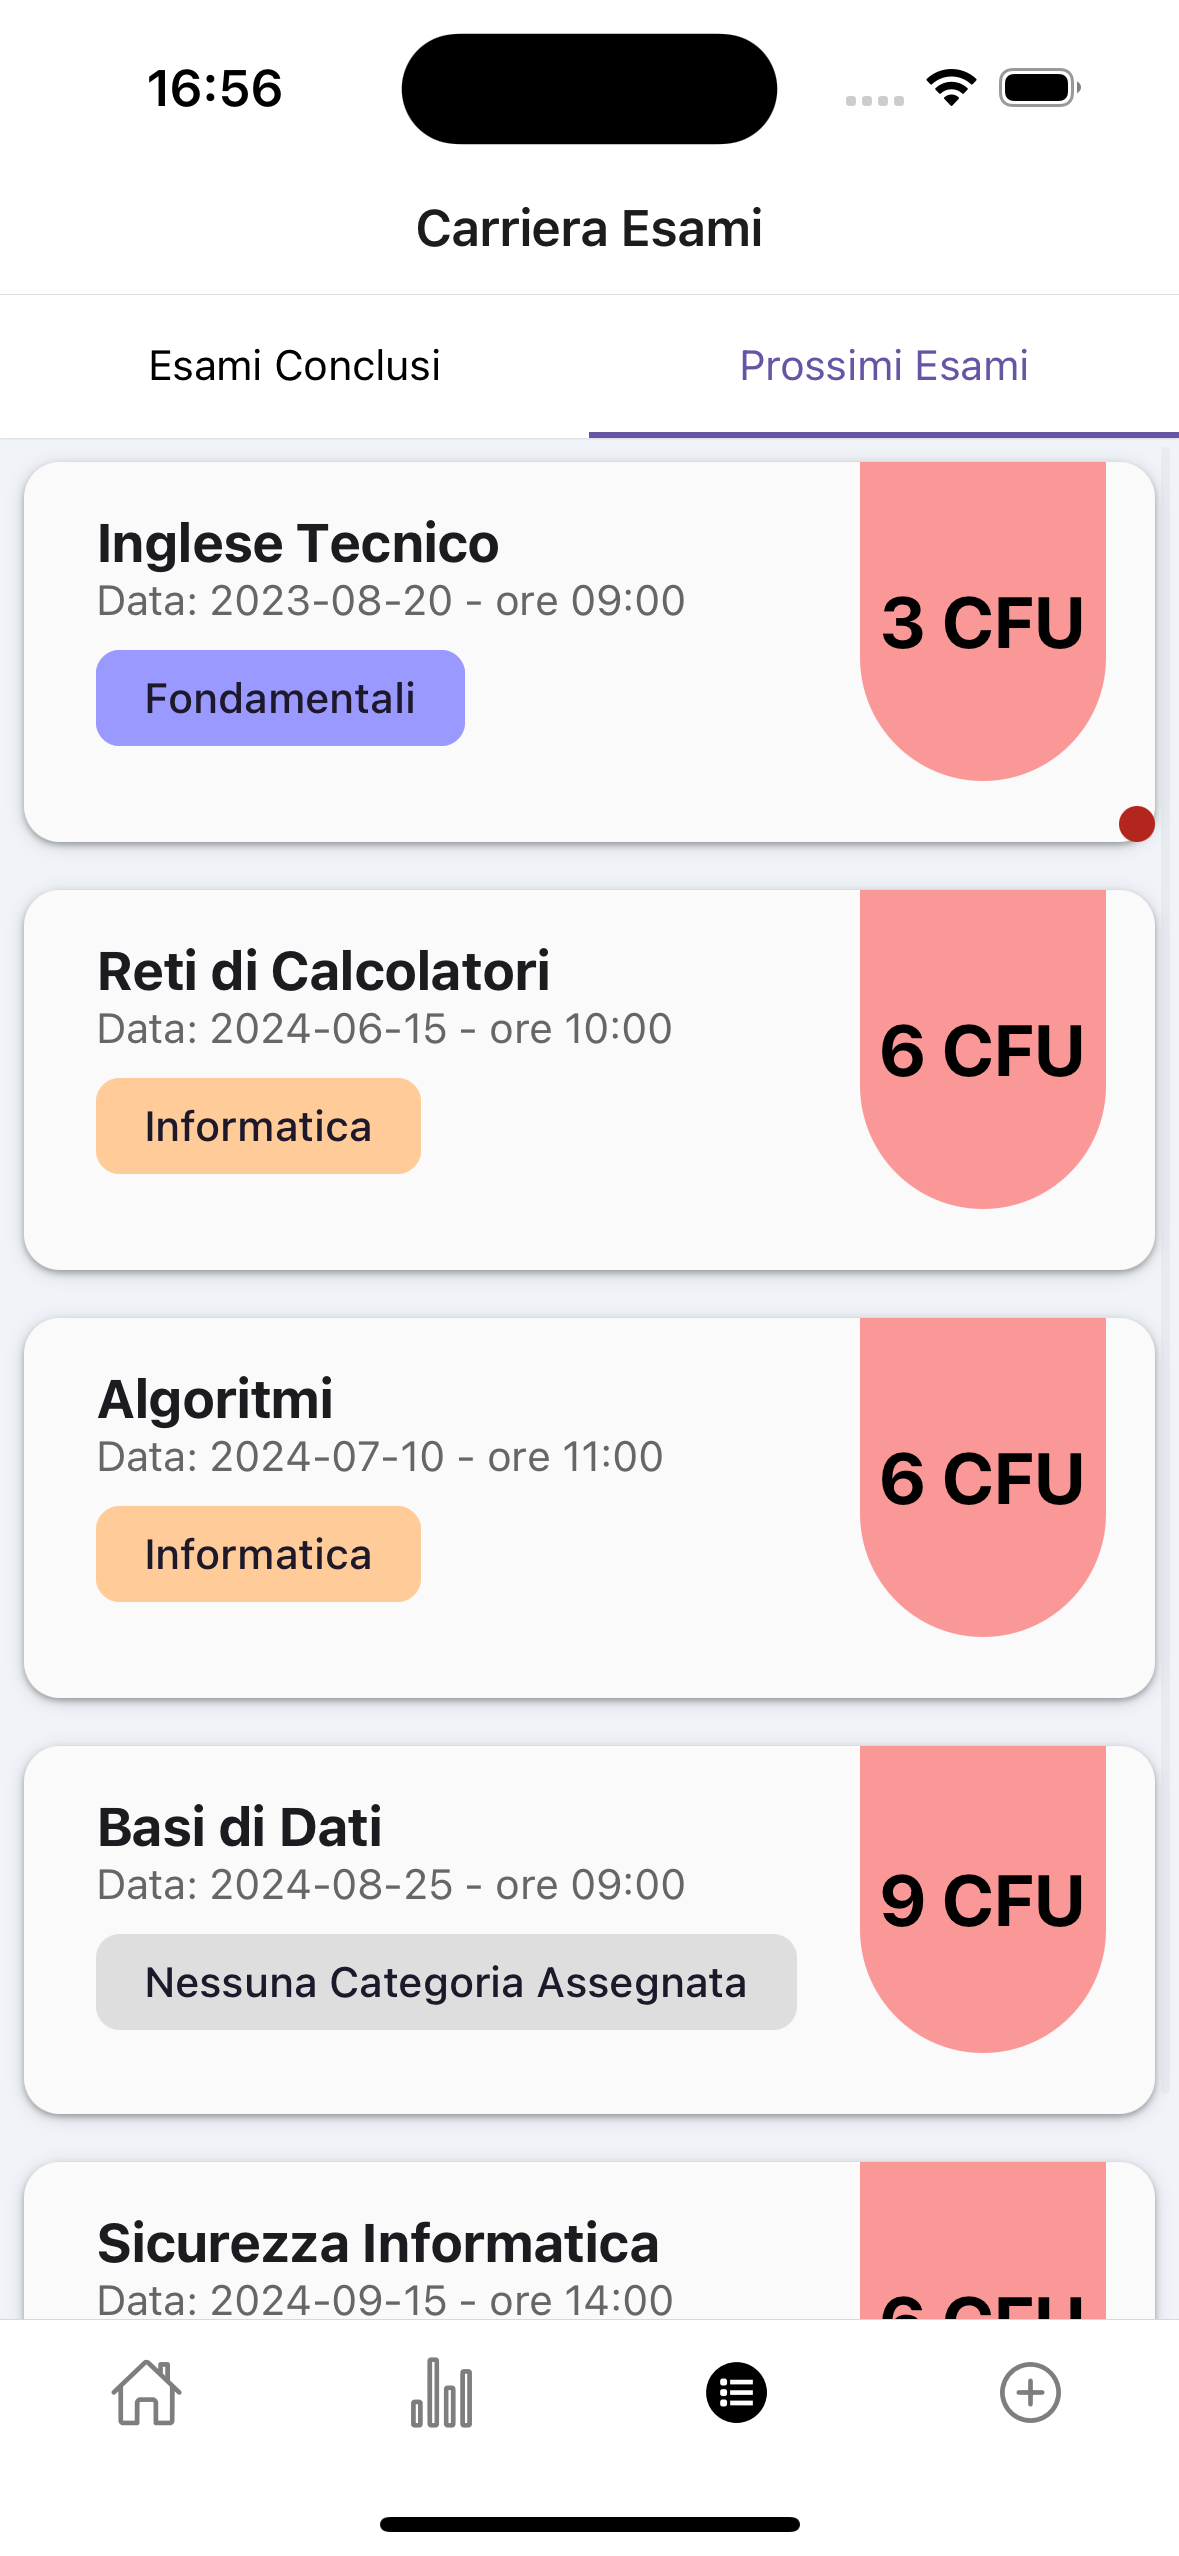 16:56
Carriera Esami
Esami Conclusi
Prossimi Esami
Inglese Tecnico
Data: 2023-08-20 - ore 09:00
Fondamentali
3 CFU
Reti di Calcolatori
Data: 2024-06-15 - ore 10:00
Informatica
6 CFU
Algoritmi
Data: 2024-07-10 - ore 11:00
Informatica
6 CFU
Basi di Dati
Data: 2024-08-25 - ore 09:00
Nessuna Categoria Assegnata
9 CFU
Sicurezza Informatica
Data: 2024-09-15 - ore 14:00
6 CFU